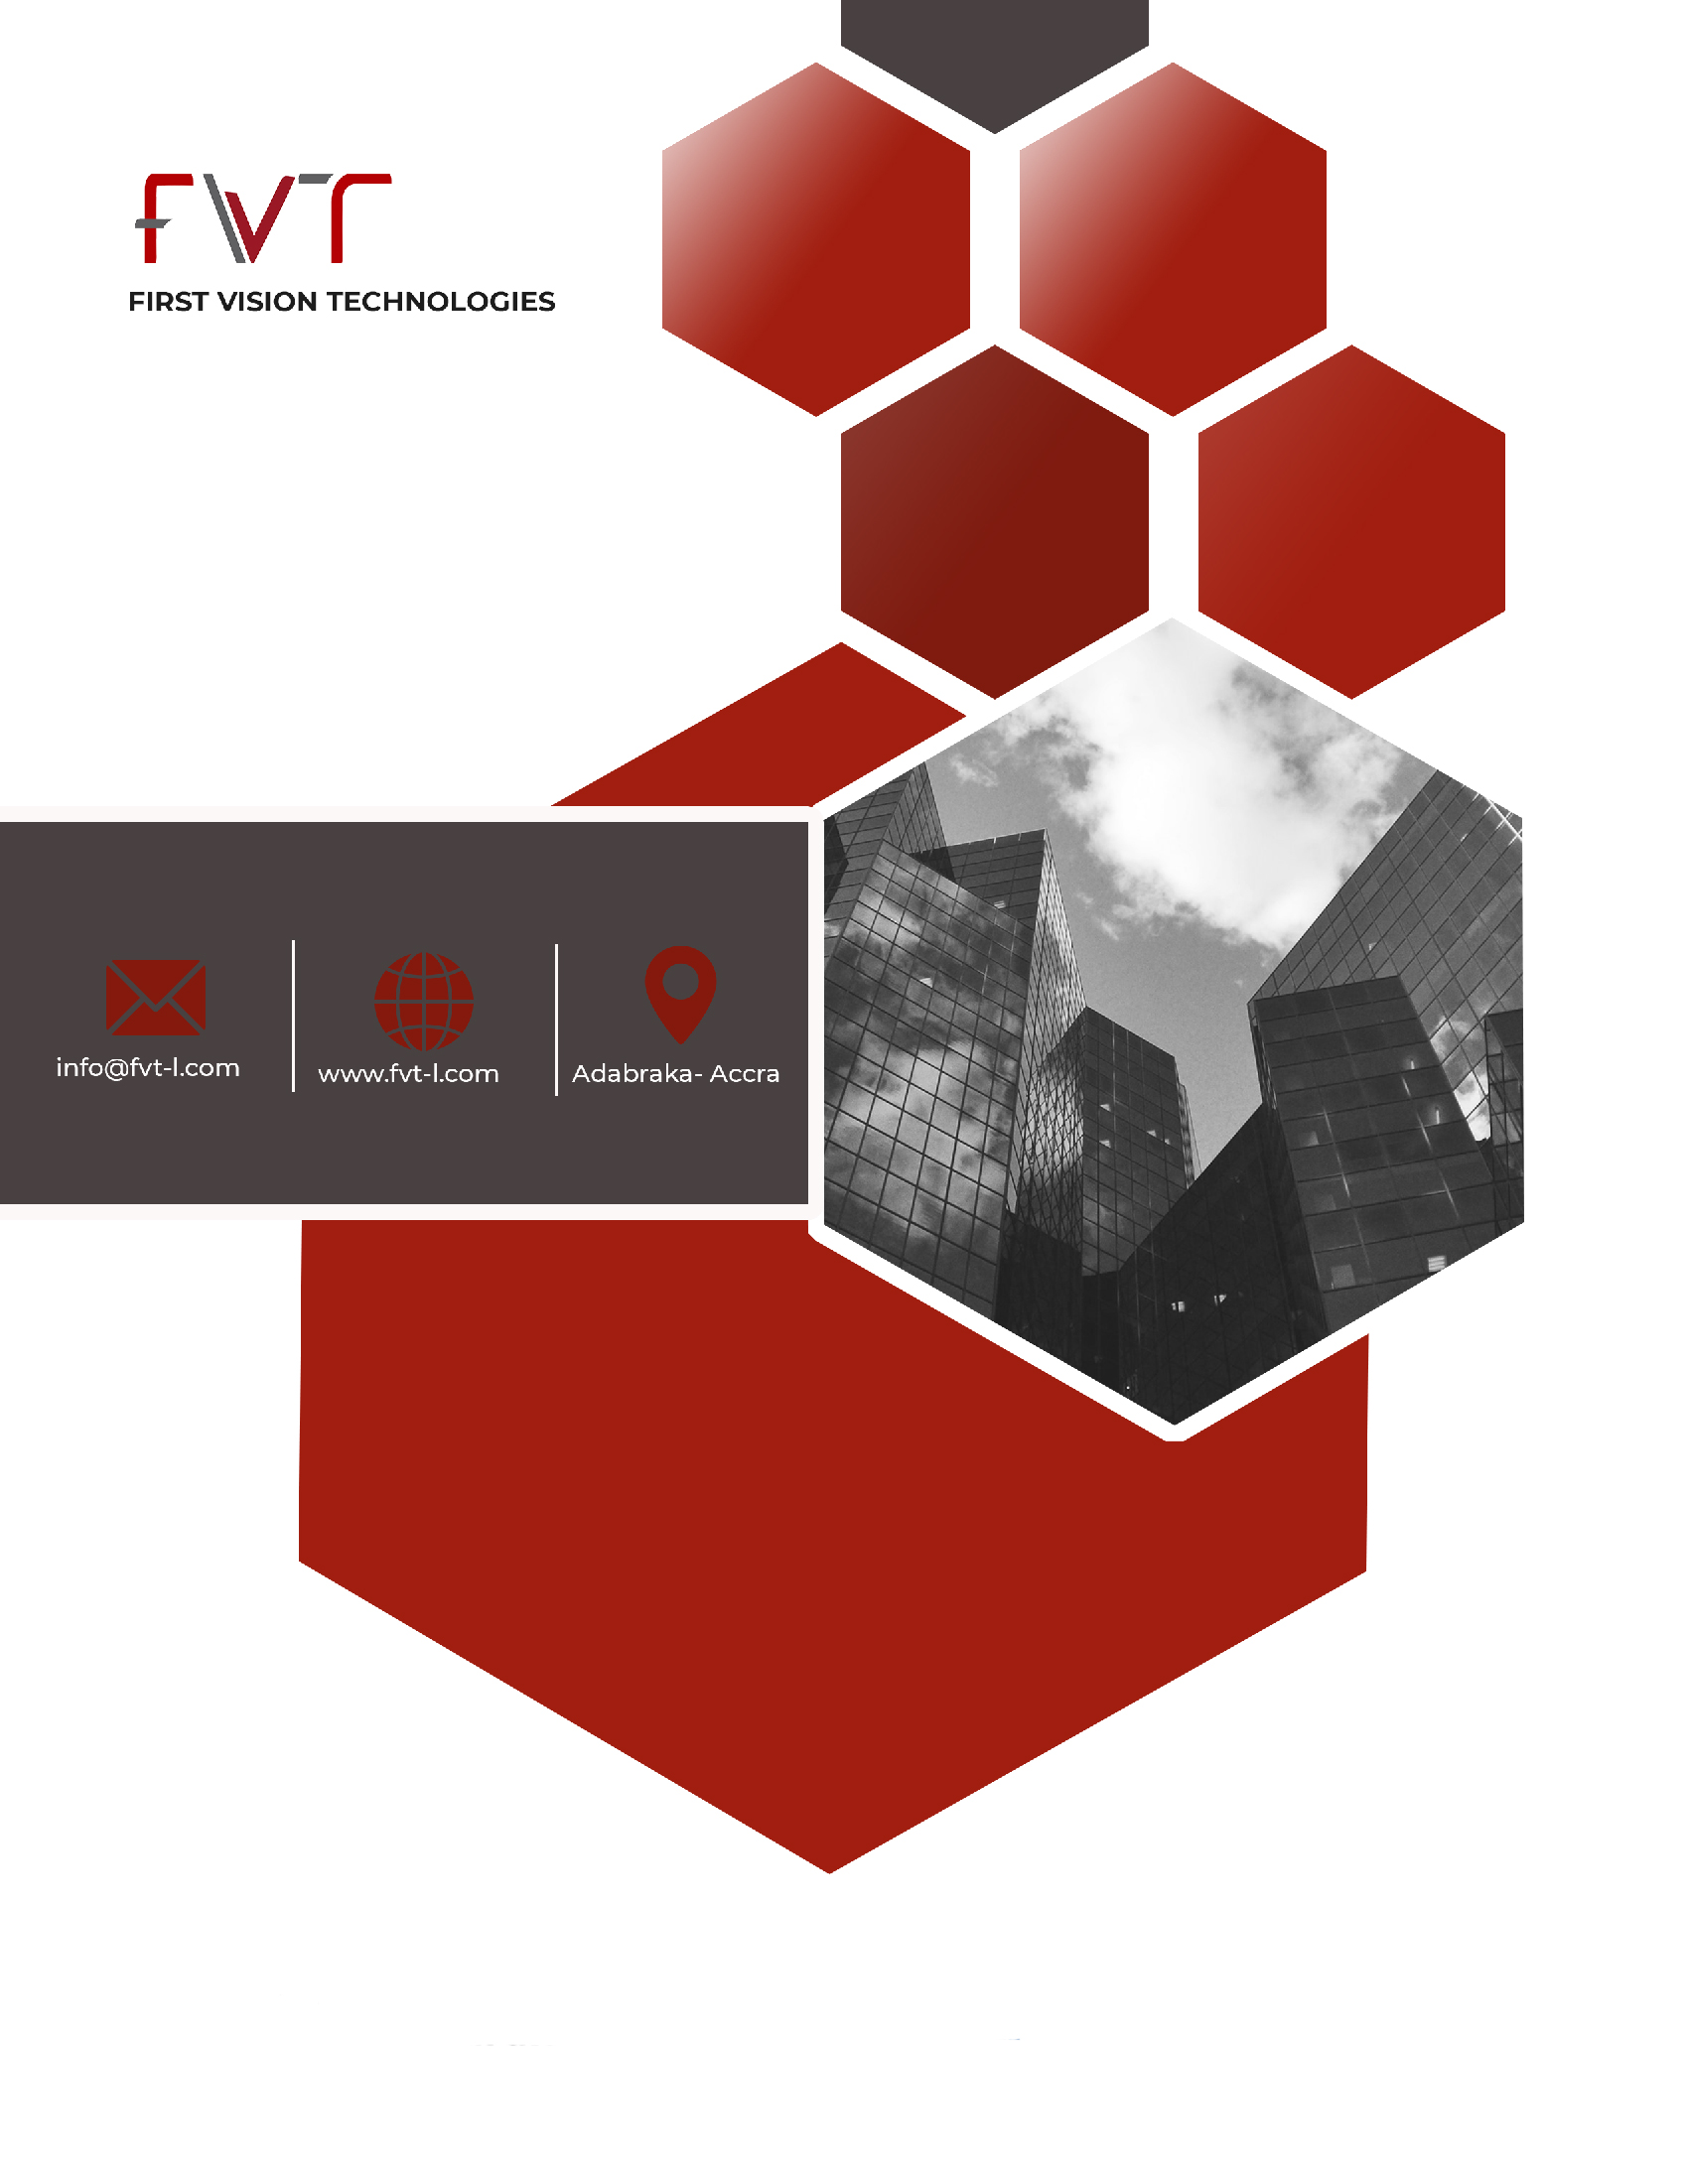 FVT
FIRST VISION TECHNOLOGIES
info@fvt-l.com
www.fvt-l.com
Adabraka- Accra